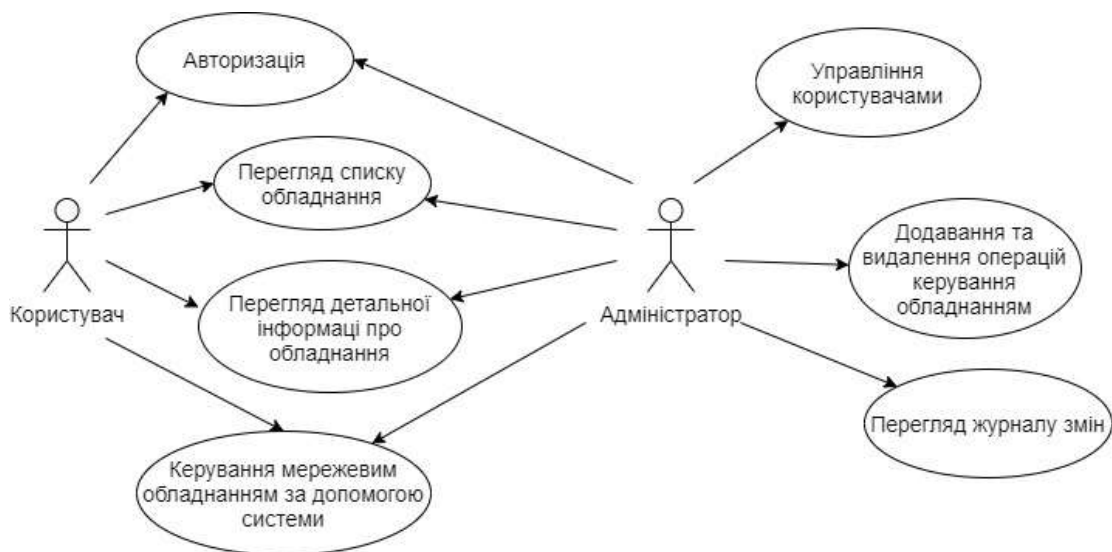 Авторизація
Управління
користувачами
Перегляд списку
обладнання
Додавання та
видалення операцій
керування
обладнанням
Користувач
Перегляд детальної
інформаці про
обладнання
Адміністратор
Перегляд журналу змін
Керування мережевим
обладнанням за допомогою
системи